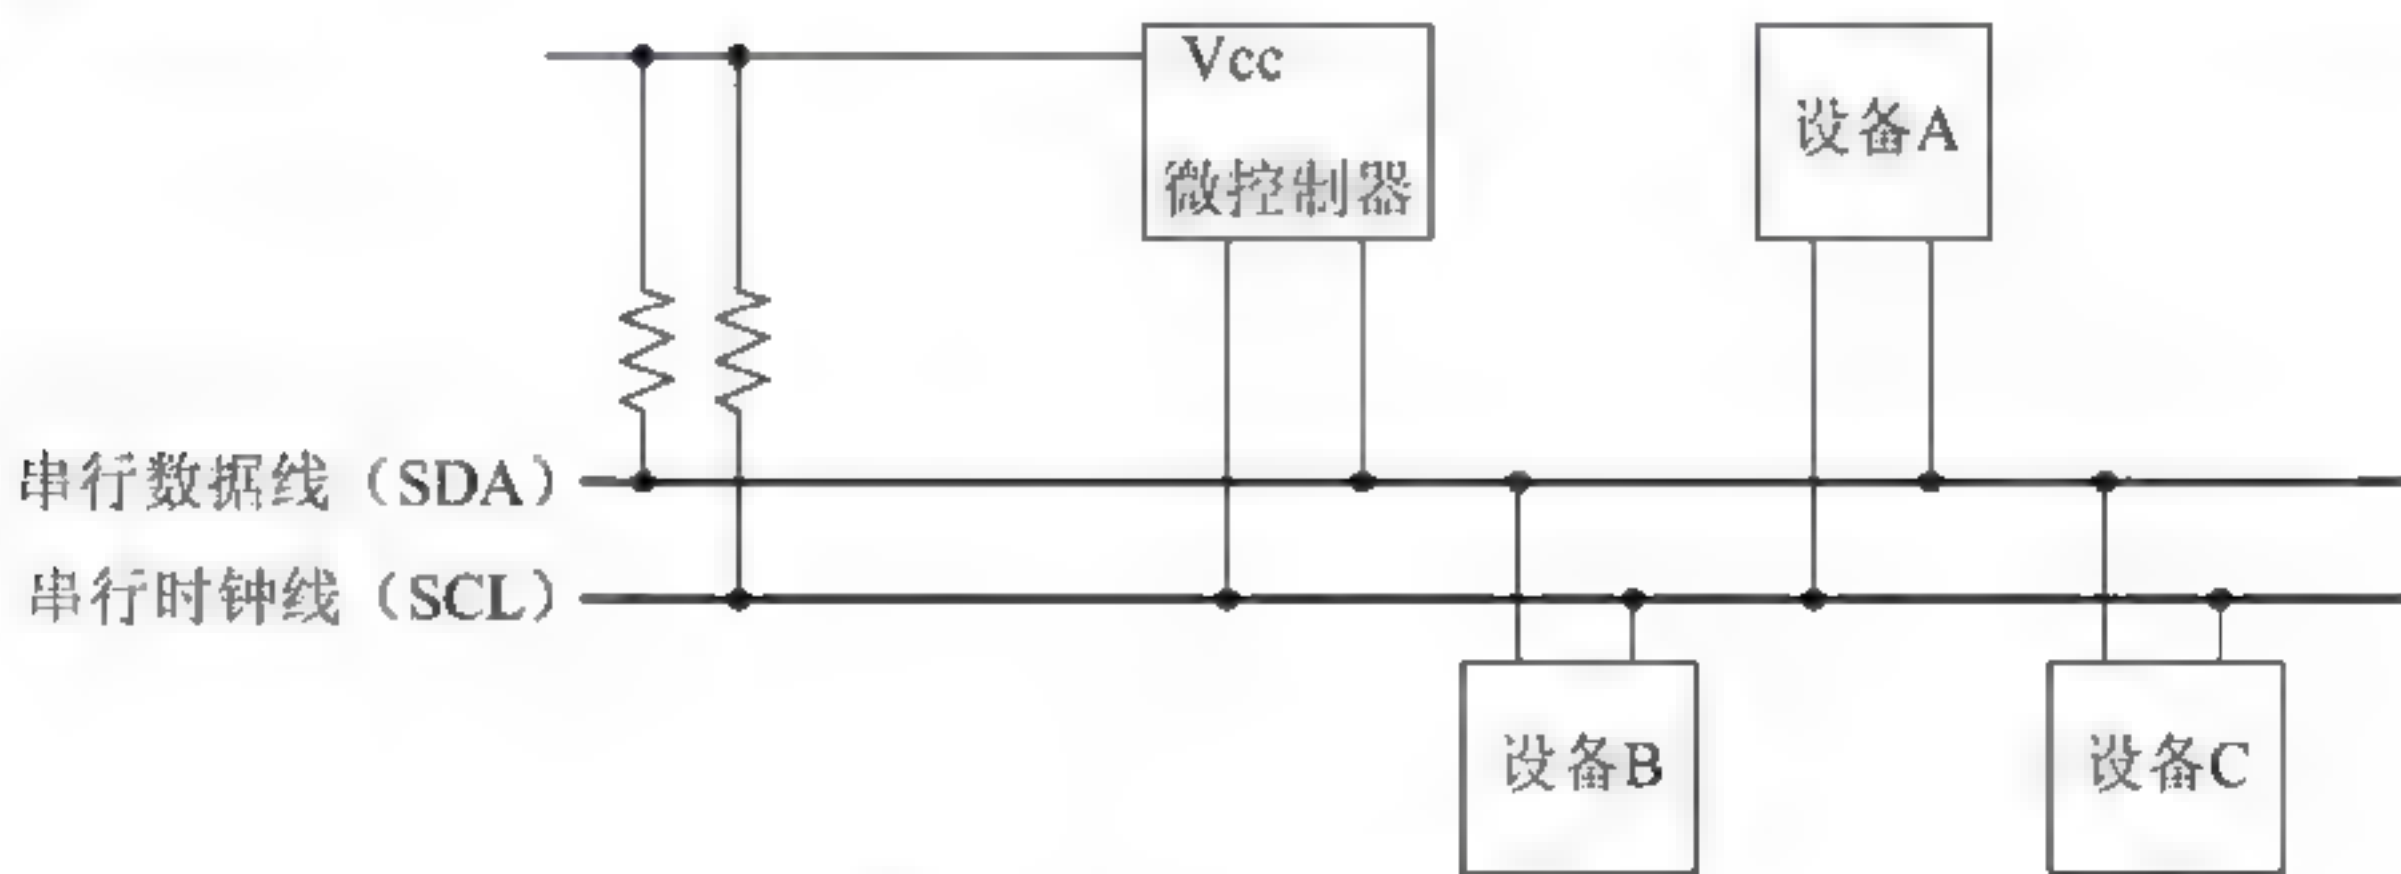 Vcc
微控制器
设备A
串行数据线（SDA）
串行时钟线（SCL）
设备B
设备C